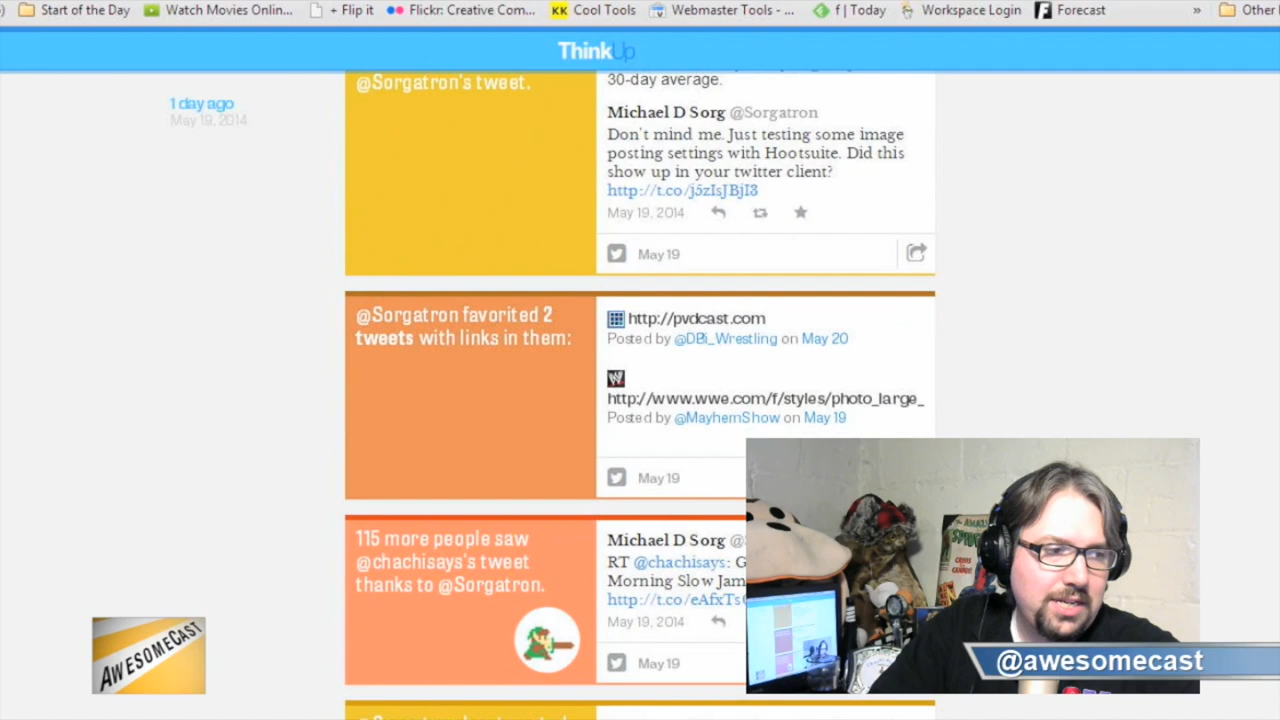 Start of the Day
Watch Movies Onlin...
+ Flip it
Flickr: Creative Com...
KK Cool Tools
Webmaster Tools - ...
f | Today
Workspace Login
Forecast
»
Other
ThinkUp
1 day ago
May 19, 2014
@Sorgatron's tweet.
30-day average.
Michael D Sorg @Sorgatron
Don't mind me. Just testing some image
posting settings with Hootsuite. Did this
show up in your twitter client?
http://t.co/j5zIsJBjI3
May 19, 2014
May 19
@Sorgatron favorited 2
tweets with links in them:
http://pvdcast.com
Posted by @DBi_Wrestling on May 20
http://www.wwe.com/f/styles/photo_large_
Posted by @MayhemShow on May 19
May 19
115 more people saw
@chachisays's tweet
thanks to @Sorgatron.
Michael D Sorg @
RT @chachisays: G
Morning Slow Jam
http://t.co/eAfxTs
May 19, 2014
May 19
AWESOMECAST
@awesomecast